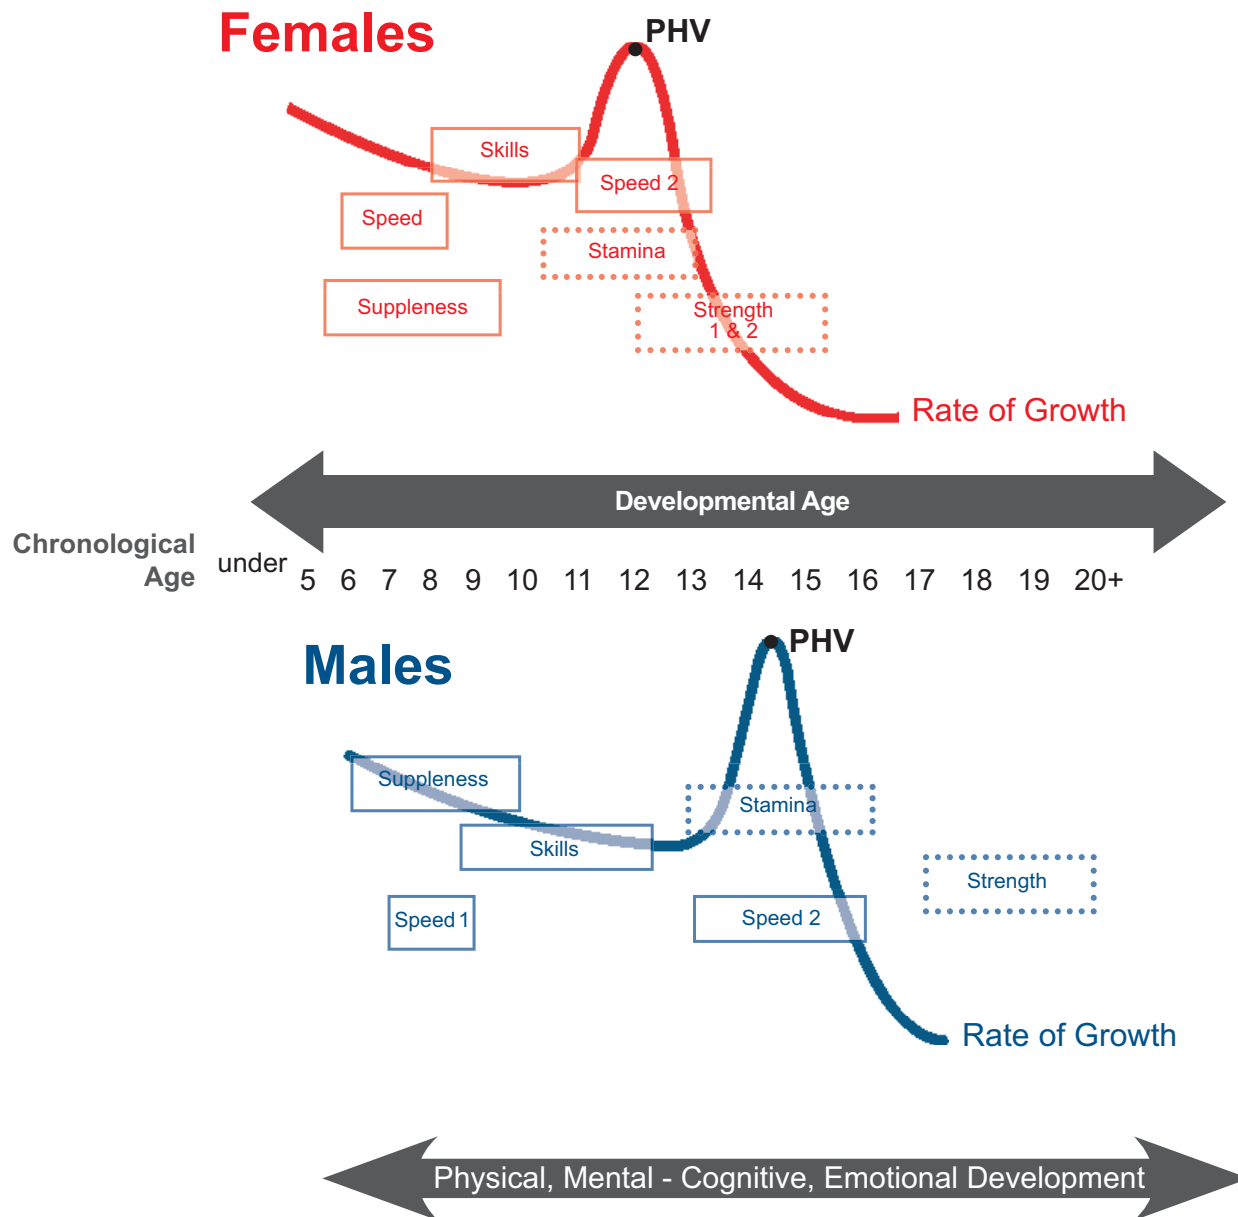 Females
PHV
Skills
Speed 2
Speed
Stamina
Suppleness
Strength
1 & 2
Rate of Growth
Developmental Age
Chronological
Age
under 5 6 7 8 9 10 11 12 13 14 15 16 17 18 19 20+
Males
PHV
Suppleness
Stamina
Skills
Strength
Speed 1
Speed 2
Rate of Growth
Physical, Mental - Cognitive, Emotional Development